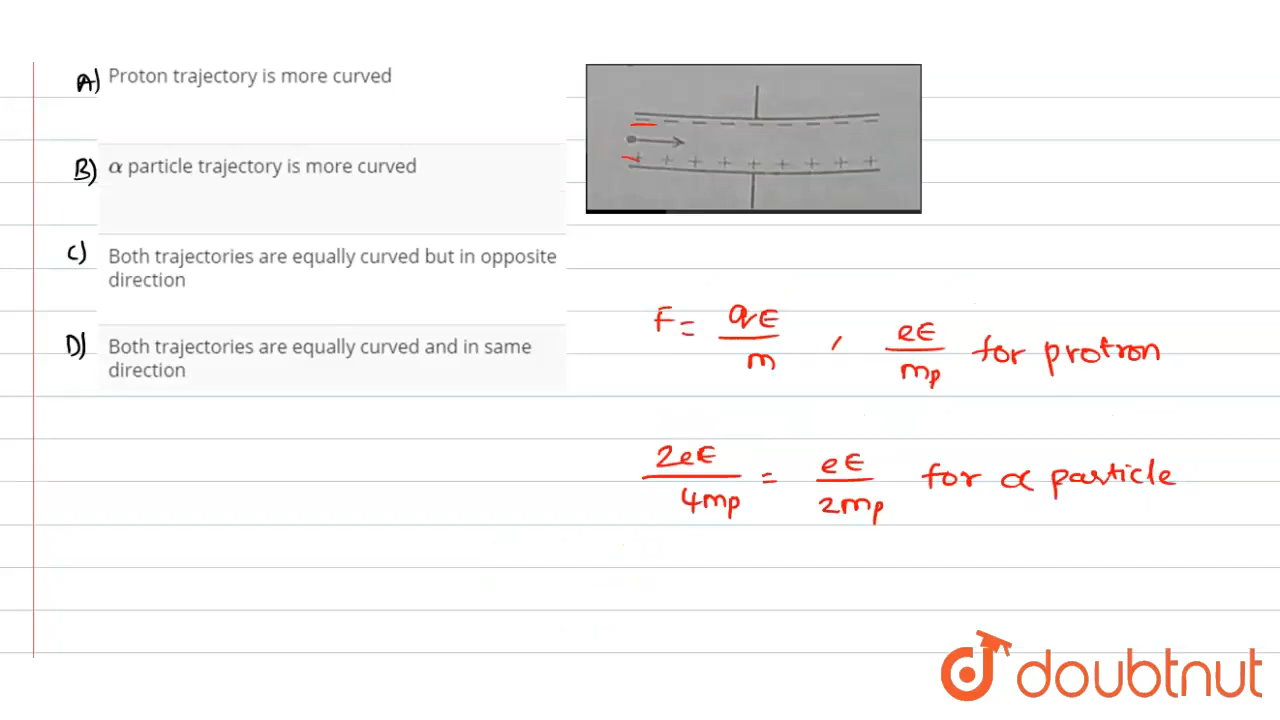 A) Proton trajectory is more curved
B) α particle trajectory is more curved
C) Both trajectories are equally curved but in opposite
direction
D) Both trajectories are equally curved and in same
direction
− − − − − − − − −
+ + + + + + + + +
F = qE/m , eE/mp for protron
2eE/4mp = eE/2mp for α particle
doubtnut